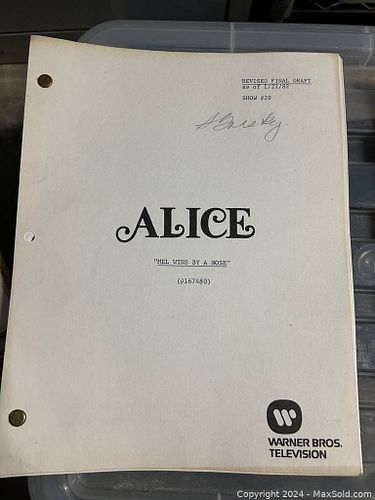 REVISED FINAL DRAFT
as of 1/21/82
SHOW #20
ALICE
"MEL WINS BY A NOSE"
(#167480)
WARNER BROS.
TELEVISION
Copyright 2024 - MaxSold.com